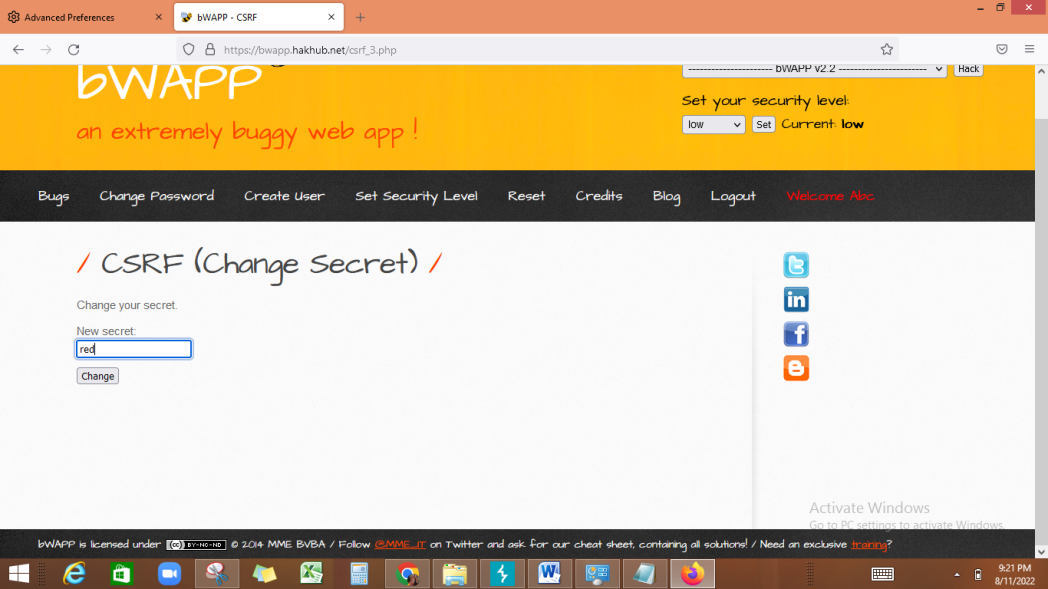 Advanced Preferences
bWAPP - CSRF
https://bwapp.hakhub.net/csrf_3.php
bWAPP
an extremely buggy web app !
---------------------- bWAPP v2.2 ----------------------- Hack
Set your security level:
low Set Current: low
Bugs Change Password Create User Set Security Level Reset Credits Blog Logout Welcome Abc
/ CSRF (Change Secret) /
Change your secret.
New secret:
red
Change
Activate Windows
Go to PC settings to activate Windows.
bWAPP is licensed under (cc) BY-NC-ND © 2014 MME BVBA / Follow @MME_IT on Twitter and ask for our cheat sheet, containing all solutions! / Need an exclusive training?
9:21 PM
8/11/2022